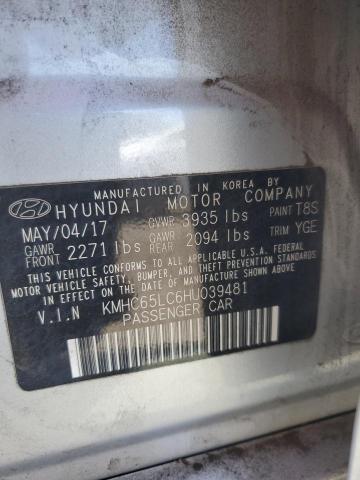 MANUFACTURED IN KOREA BY
HYUNDAI MOTOR COMPANY
MAY/04/17 GVWR 3935 lbs PAINT T8S
GAWR FRONT 2271 lbs GAWR REAR 2094 lbs TRIM YGE
THIS VEHICLE CONFORMS TO ALL APPLICABLE U.S.A. FEDERAL
MOTOR VEHICLE SAFETY, BUMPER, AND THEFT PREVENTION
STANDARDS IN EFFECT ON THE DATE OF MANUFACTURE SHOWN ABOVE.
V.I.N KMHC65LC6HU039481
PASSENGER CAR